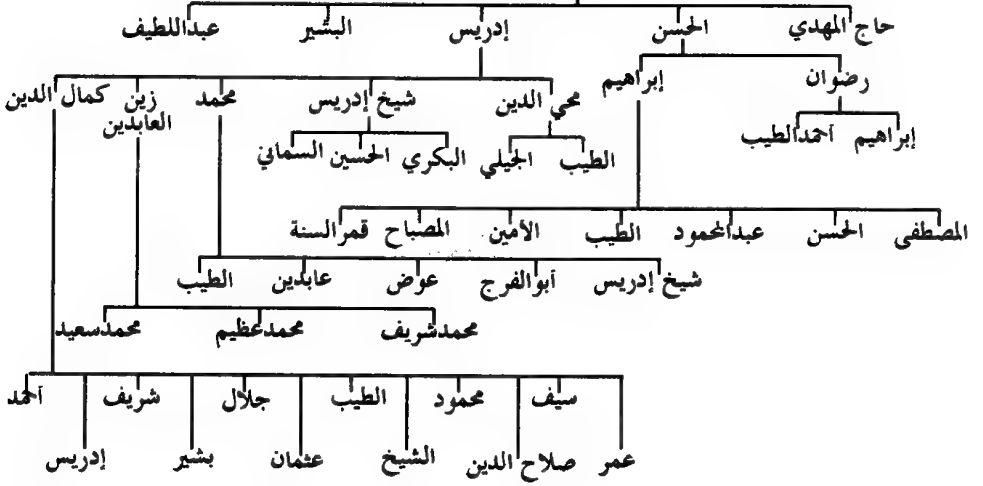 حاج المهدي الحسن إدريس البشير عبداللطيف
رضوان إبراهيم
محي الدين شيخ إدريس محمد زين العابدين كمال الدين
إبراهيم أحمدالطيب
الطيب الجيلي البكري الحسين السماني
المصطفى الحسن عبدالمحمود الطيب الأمين المصباح قمرالسنة
شيخ إدريس أبوالفرج عوض عابدين الطيب
محمدشريف محمدعظيم محمدسعيد
سيف محمود الطيب جلال شريف أحمد
عمر صلاح الدين الشيخ عثمان بشير إدريس